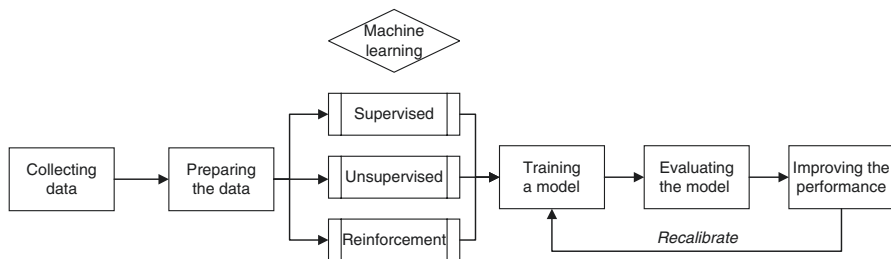 Machine
learning
Supervised
Collecting
data
Preparing
the data
Unsupervised
Training
a model
Evaluating
the model
Improving the
performance
Reinforcement
Recalibrate